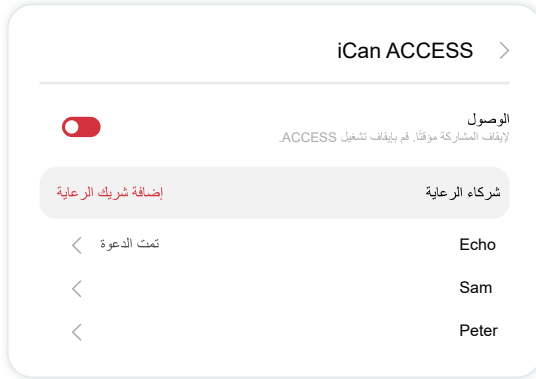 iCan ACCESS
الوصول
لإيقاف المشاركة مؤقتًا. قم بإيقاف تشغيل ACCESS.
شركاء الرعاية إضافة شريك الرعاية
Echo تمت الدعوة
Sam
Peter